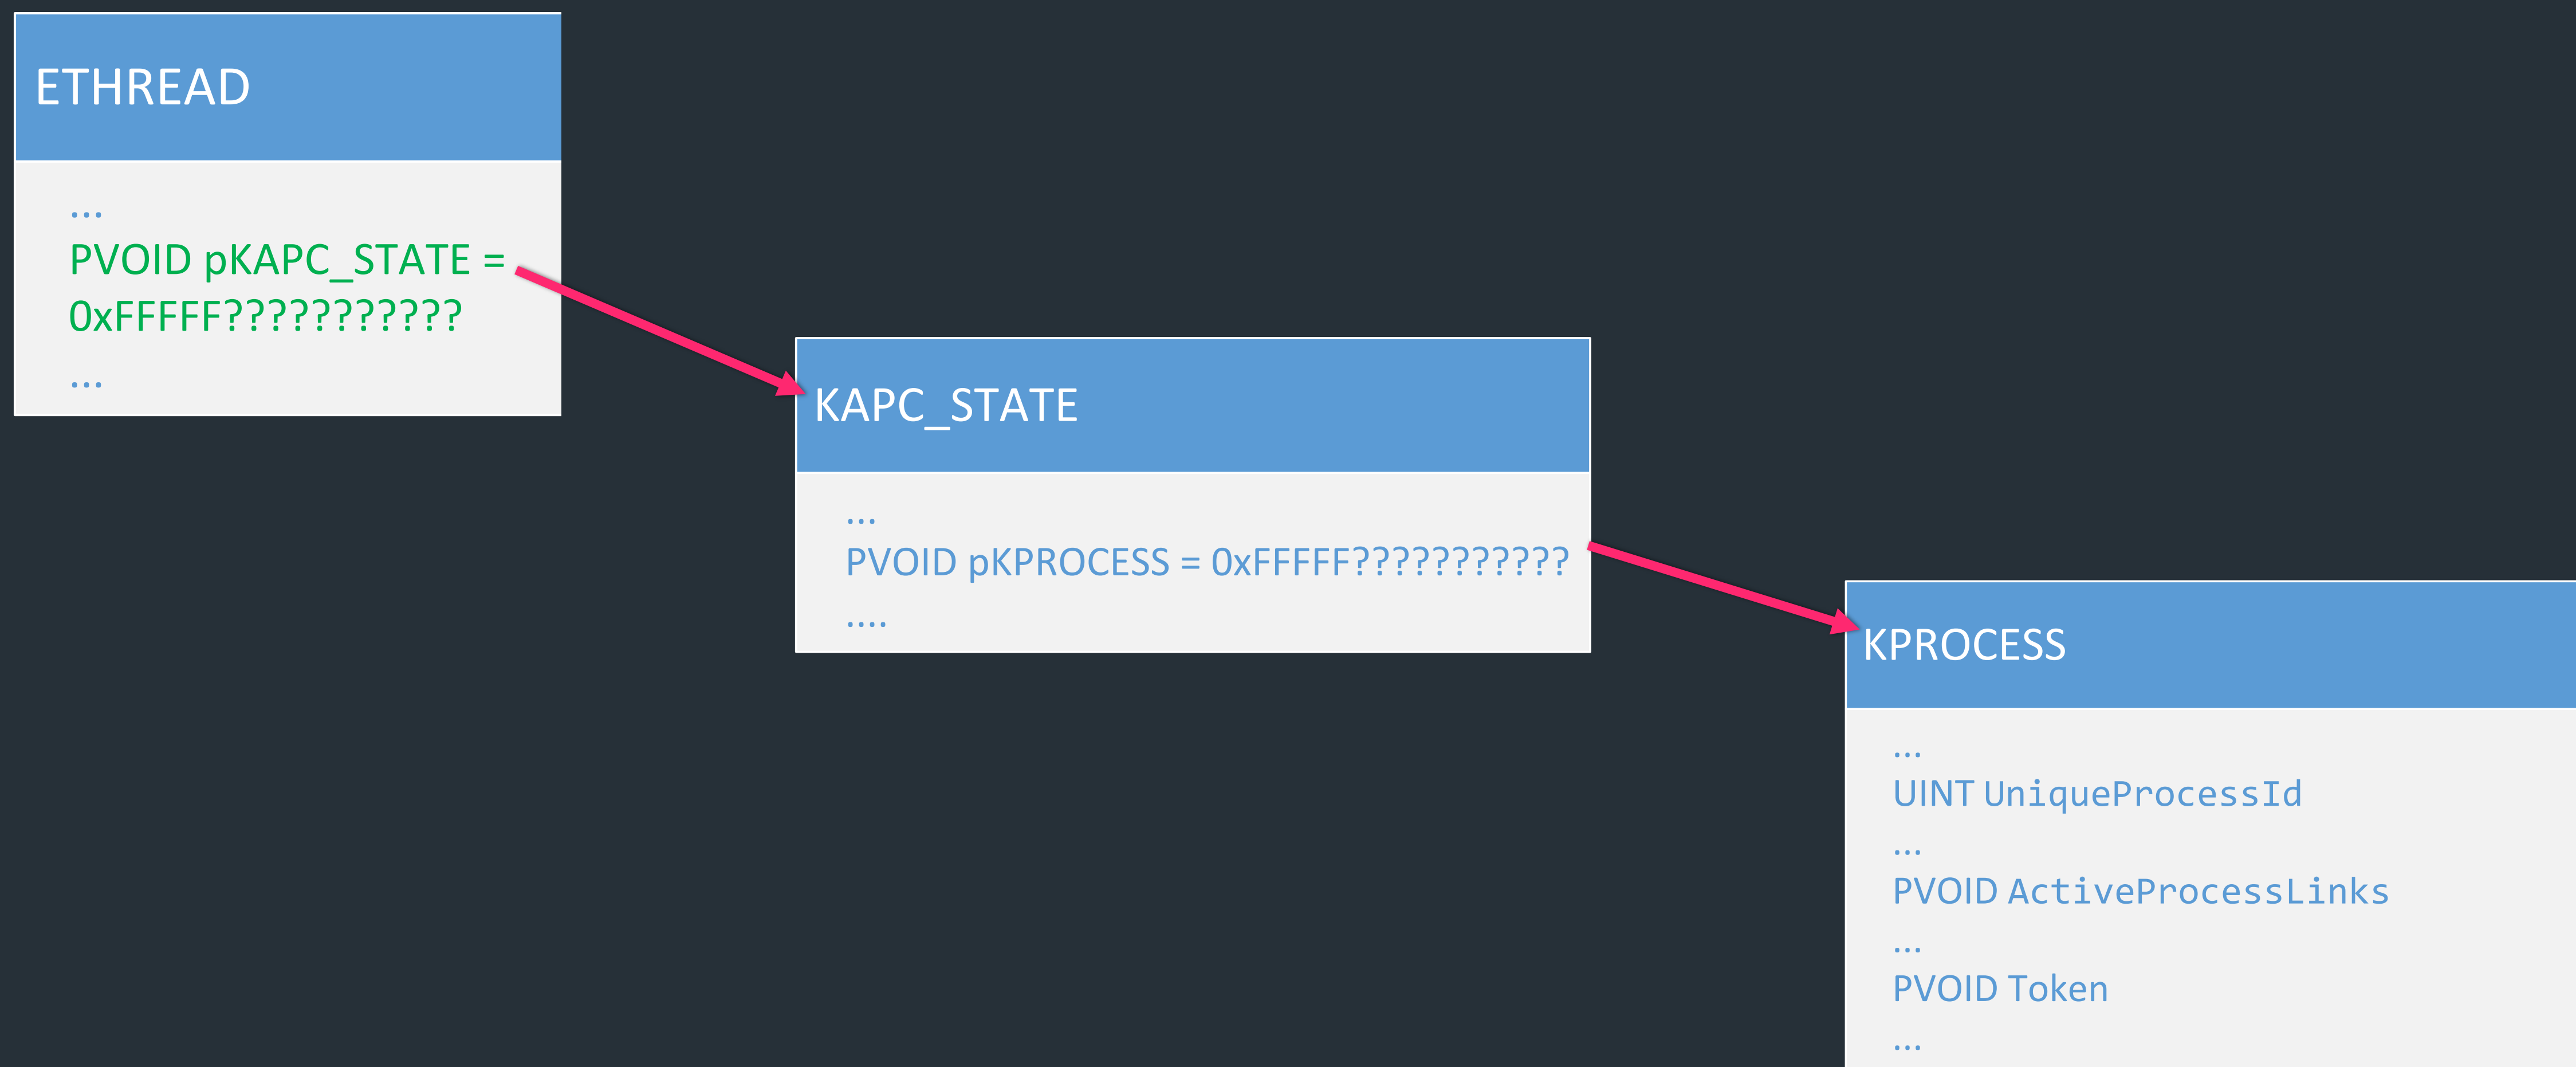 ETHREAD
...
PVOID pKAPC_STATE =
0xFFFFF???????????
...
KAPC_STATE
...
PVOID pKPROCESS = 0xFFFFF???????????
....
KPROCESS
...
UINT UniqueProcessId
...
PVOID ActiveProcessLinks
...
PVOID Token
...